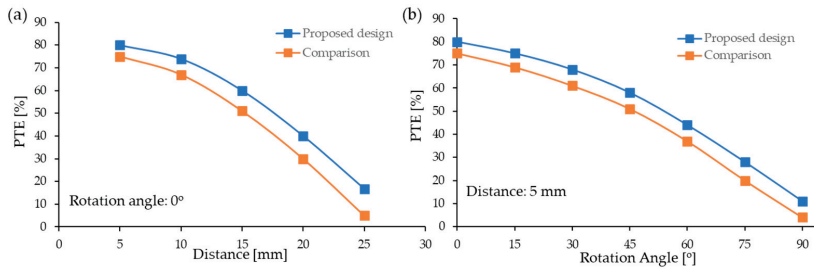 (a)
90
80
70
60
50
40
30
20
10
0
PTE [%]
Proposed design
Comparison
Rotation angle: 0º
0 5 10 15 20 25 30
Distance [mm]
(b)
90
80
70
60
50
40
30
20
10
0
PTE [%]
Proposed design
Comparison
Distance: 5 mm
0 15 30 45 60 75 90
Rotation Angle [º]